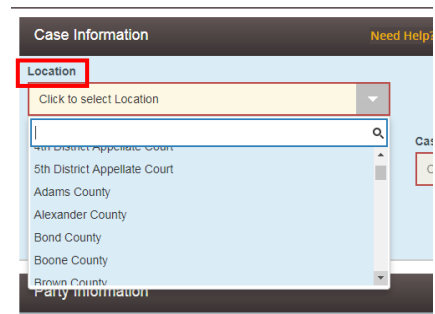 Case Information Need Help?
Location
Click to select Location
4th District Appellate Court
5th District Appellate Court
Adams County
Alexander County
Bond County
Boone County
Brown County
Party Information